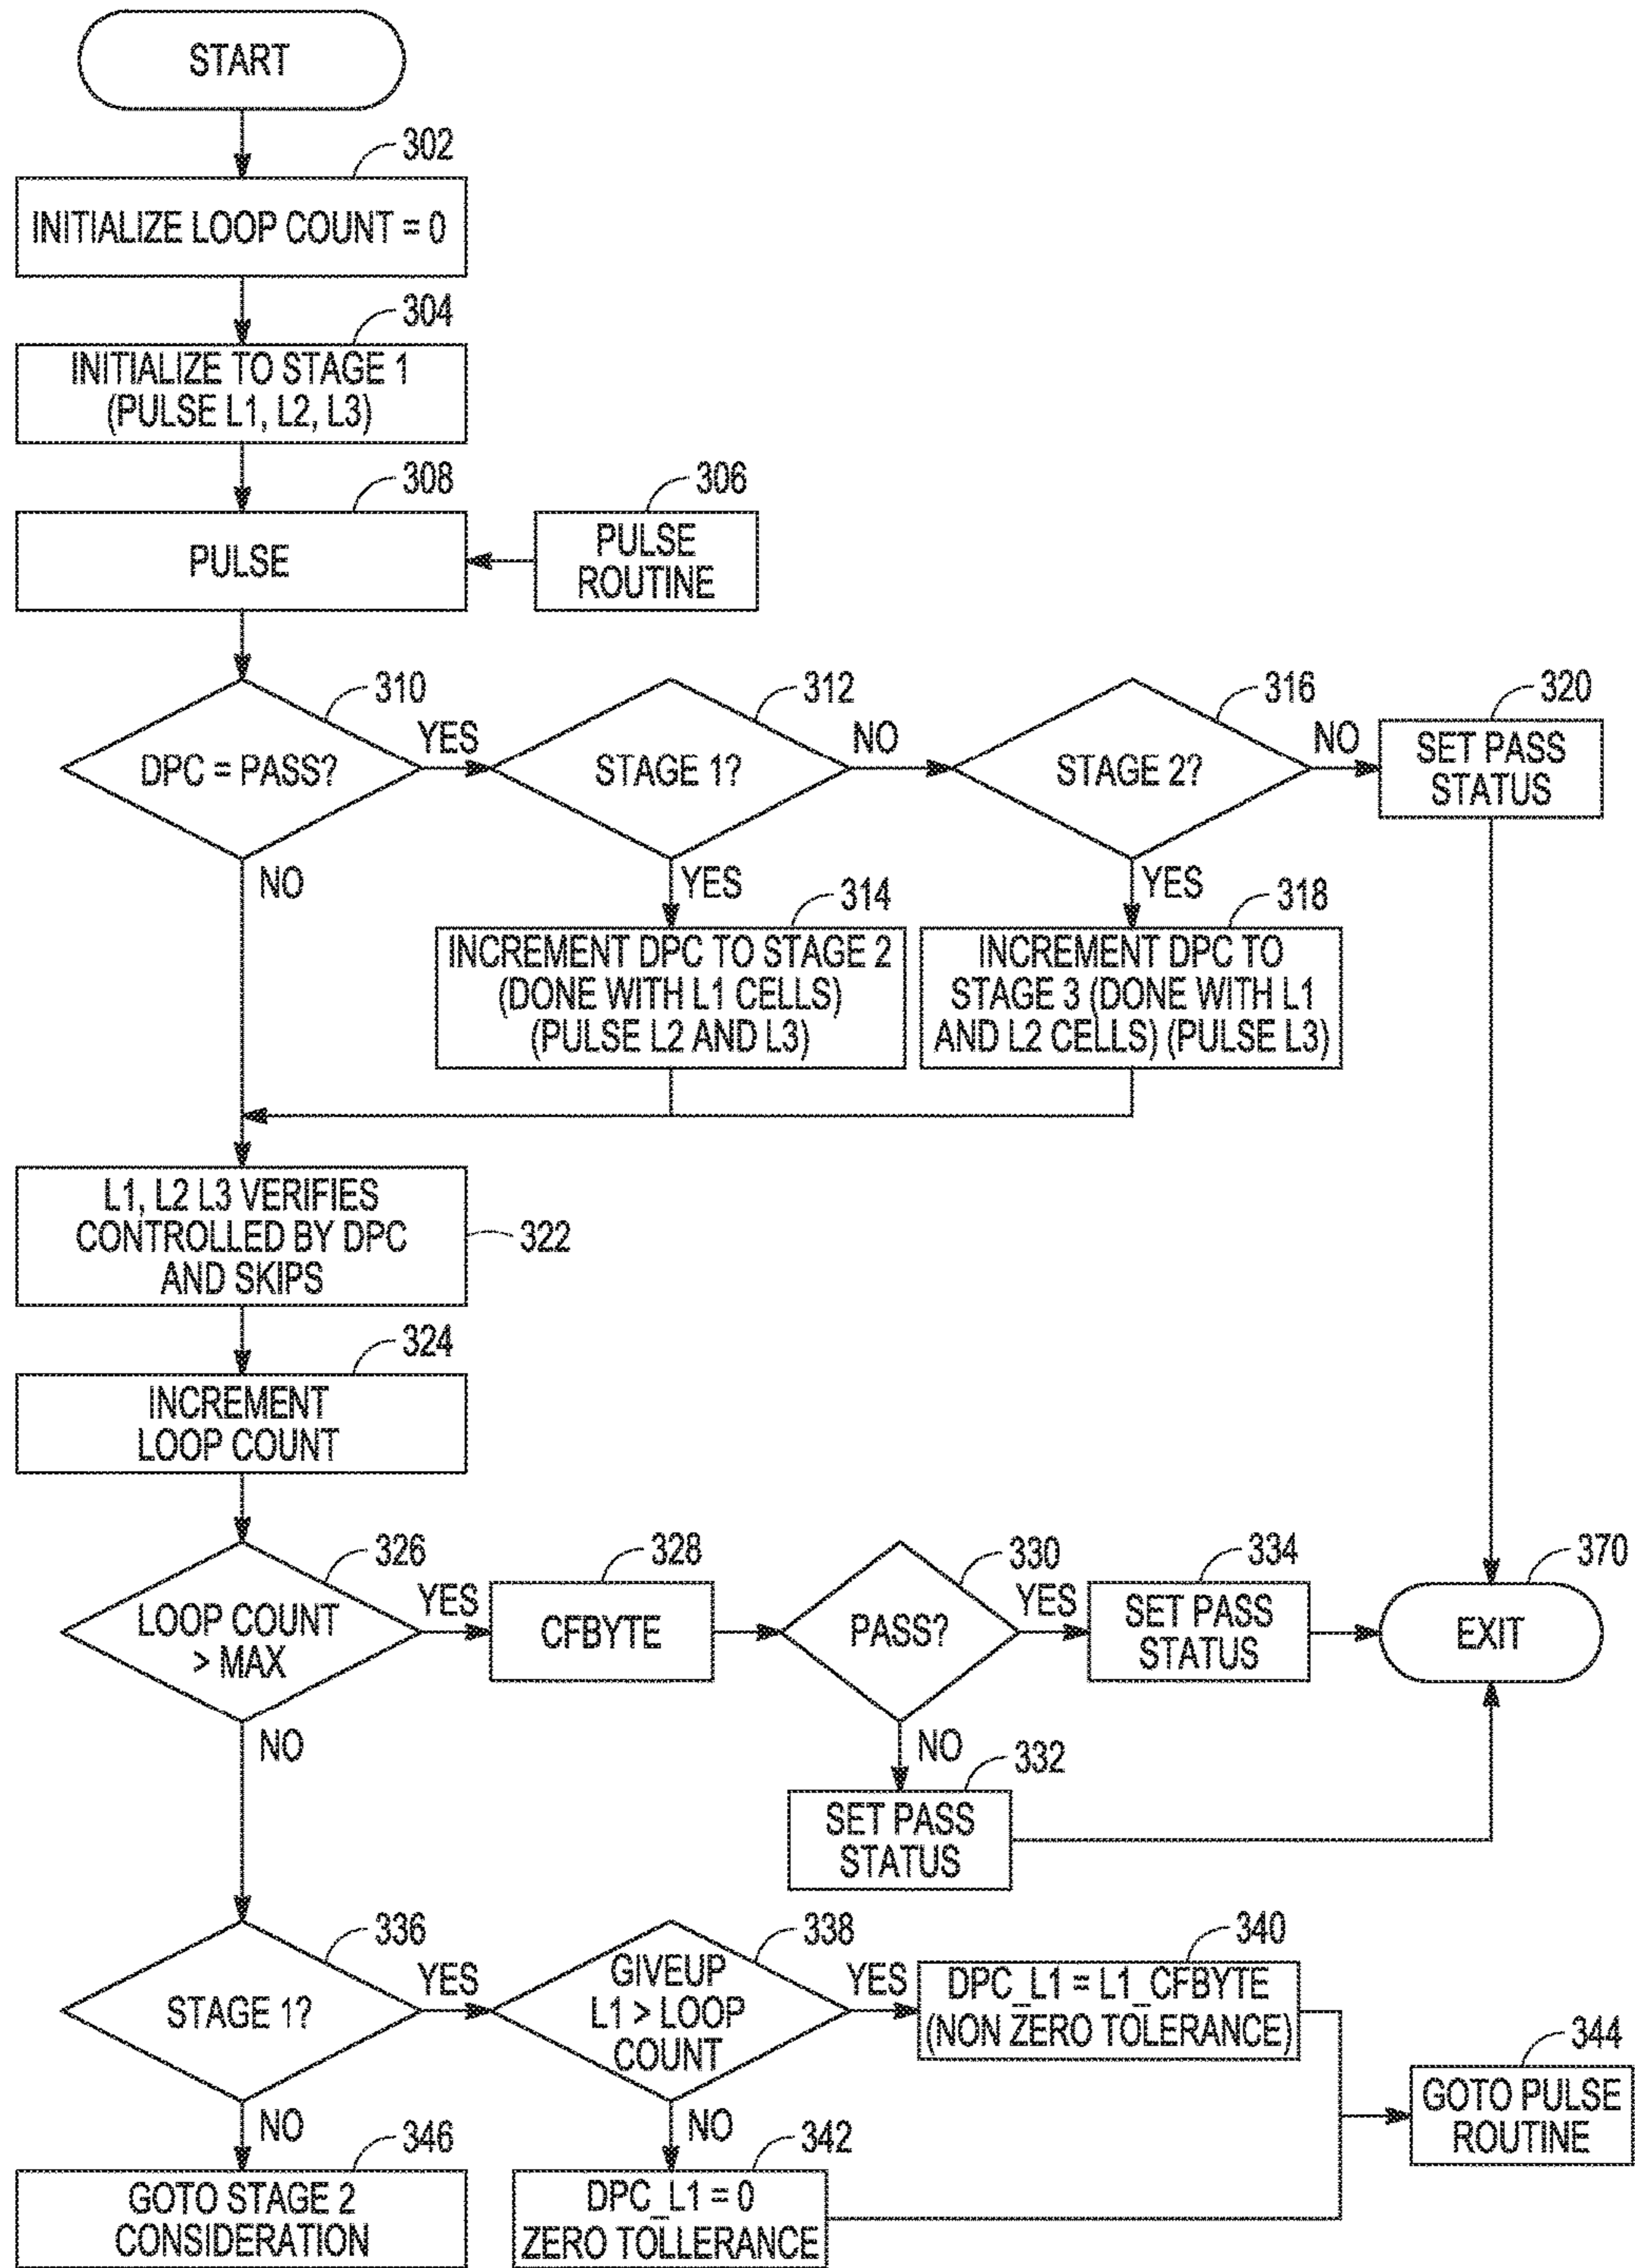 START
302
INITIALIZE LOOP COUNT = 0
304
INITIALIZE TO STAGE 1
(PULSE L1, L2, L3)
308
306
PULSE
PULSE
ROUTINE
310
312
316
320
DPC = PASS?
YES
STAGE 1?
NO
STAGE 2?
NO
SET PASS
STATUS
NO
YES
YES
314
318
INCREMENT DPC TO STAGE 2
(DONE WITH L1 CELLS)
(PULSE L2 AND L3)
INCREMENT DPC TO
STAGE 3 (DONE WITH L1
AND L2 CELLS) (PULSE L3)
L1, L2 L3 VERIFIES
CONTROLLED BY DPC
AND SKIPS
322
324
INCREMENT
LOOP COUNT
326
328
330
334
370
LOOP COUNT
> MAX
YES
CFBYTE
PASS?
YES
SET PASS
STATUS
EXIT
NO
NO
332
SET PASS
STATUS
336
338
340
STAGE 1?
YES
GIVEUP
L1 > LOOP
COUNT
YES
DPC_L1 = L1_CFBYTE
(NON ZERO TOLERANCE)
344
GOTO PULSE
ROUTINE
NO
NO
346
342
GOTO STAGE 2
CONSIDERATION
DPC_L1 = 0
ZERO TOLLERANCE